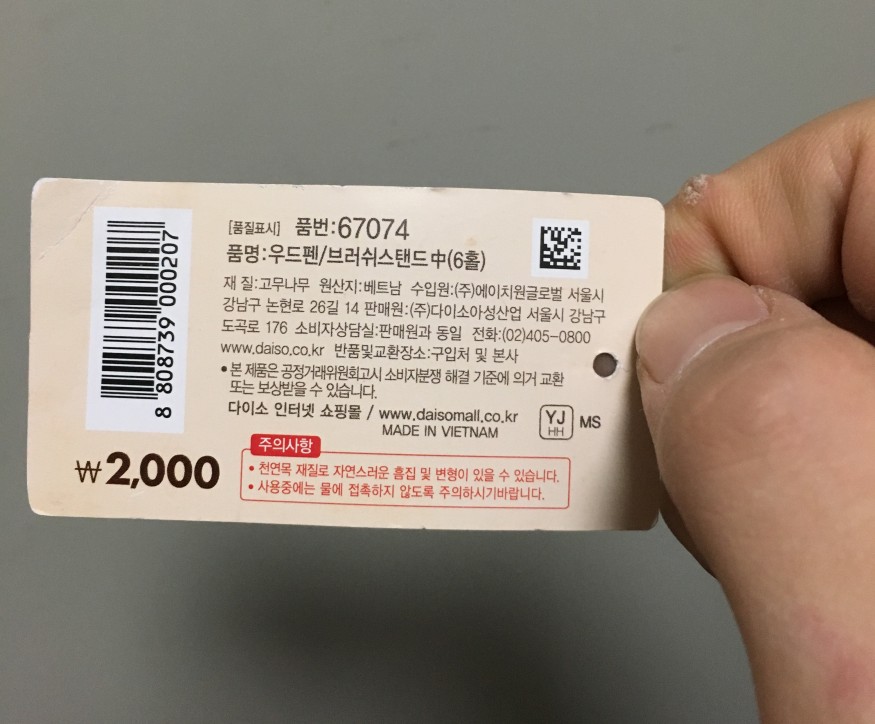 [품질표시] 품번:67074
품명:우드펜/브러쉬스탠드中(6홀)
재 질:고무나무 원산지:베트남 수입원:(주)에이치원글로벌 서울시
강남구 논현로 26길 14 판매원:(주)다이소아성산업 서울시 강남구
도곡로 176 소비자상담실:판매원과 동일 전화:(02)405-0800
www.daiso.co.kr 반품및교환장소:구입처 및 본사
•본 제품은 공정거래위원회고시 소비자분쟁 해결 기준에 의거 교환
또는 보상받을 수 있습니다.
다이소 인터넷 쇼핑몰 / www.daisomall.co.kr
MADE IN VIETNAM
YJ
HH
MS
8 808739 000207
₩2,000
주의사항
•천연목 재질로 자연스러운 흠집 및 변형이 있을 수 있습니다.
•사용중에는 물에 접촉하지 않도록 주의하시기바랍니다.